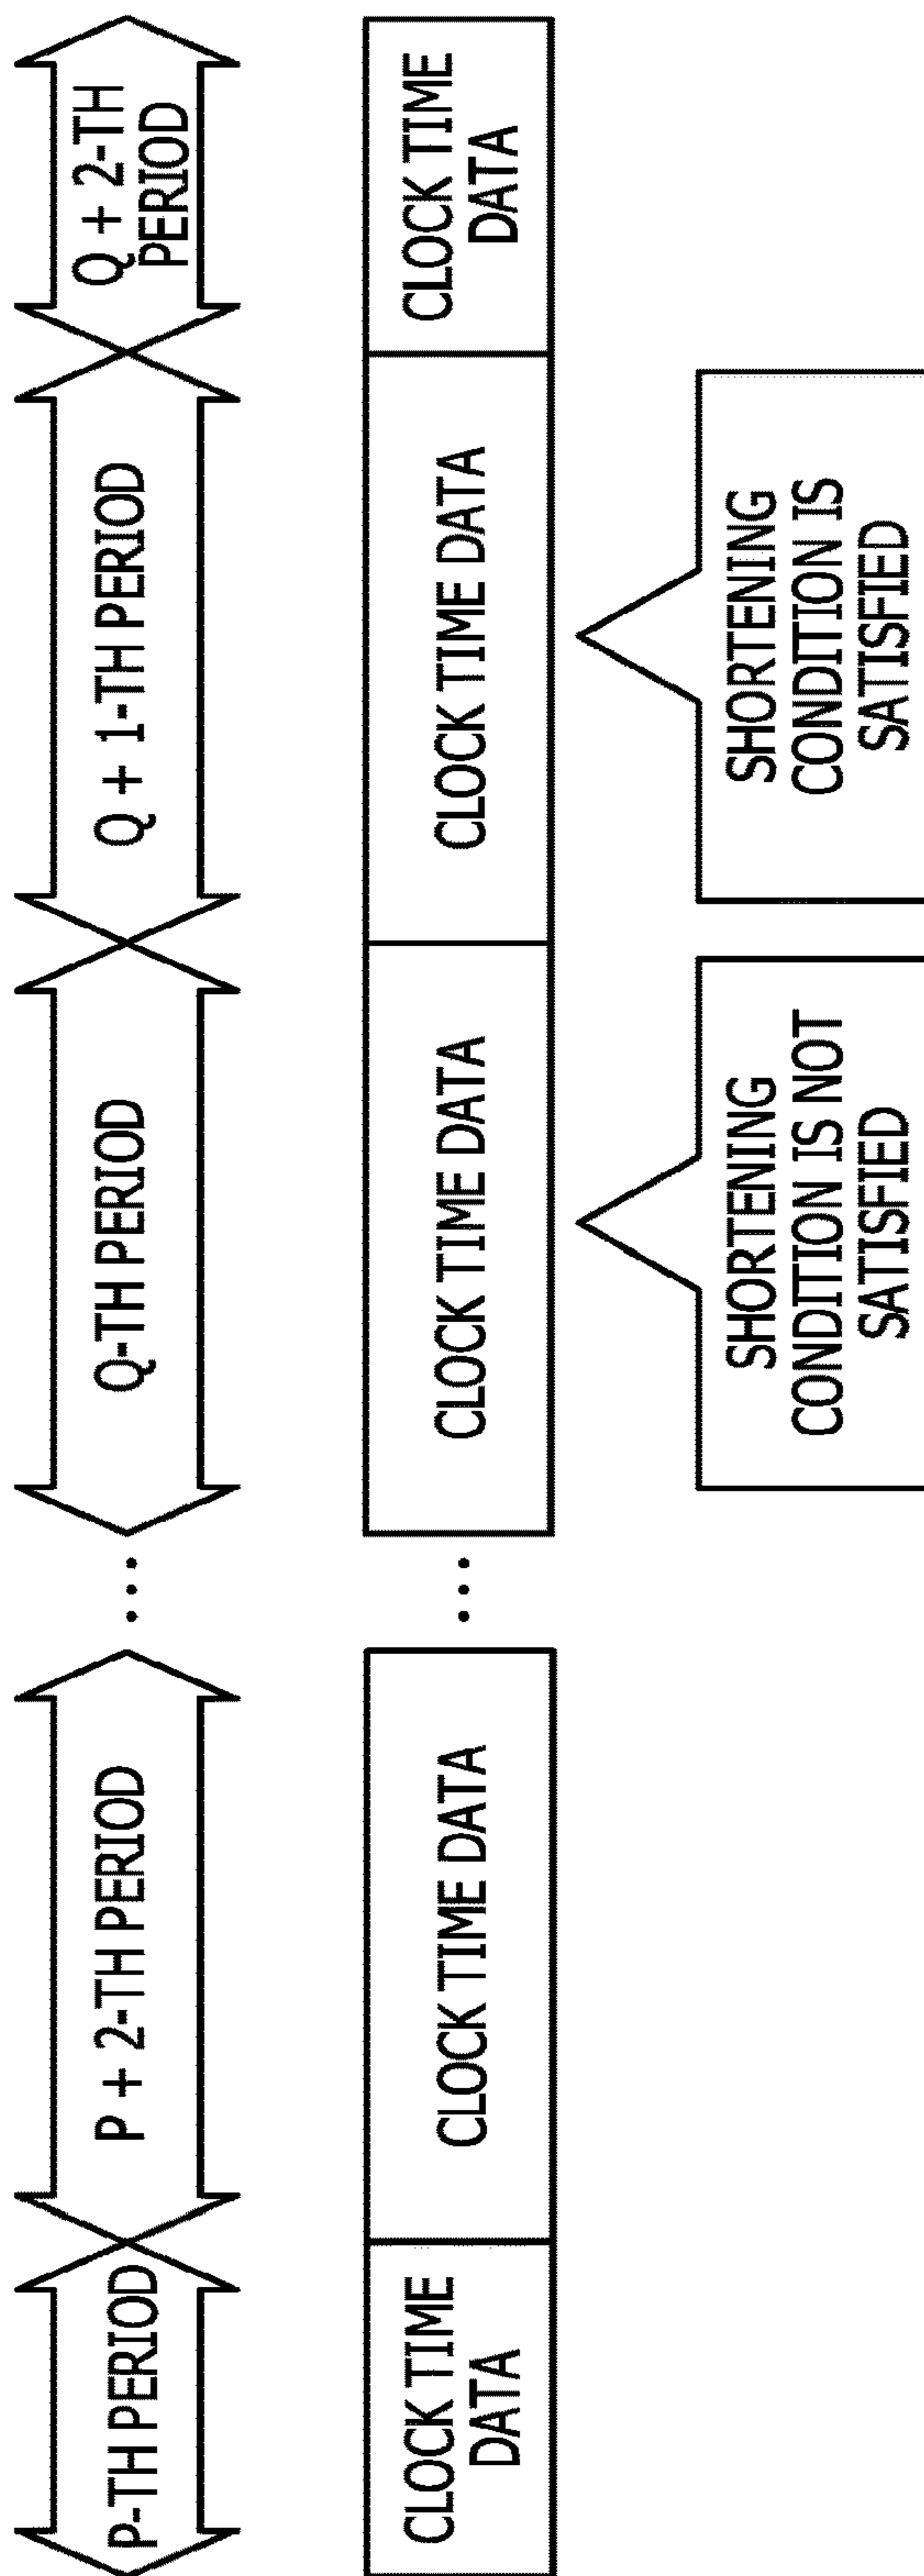 P-TH PERIOD
P + 2-TH PERIOD
...
Q-TH PERIOD
Q + 1-TH PERIOD
Q + 2-TH
PERIOD
CLOCK TIME
DATA
CLOCK TIME DATA
...
CLOCK TIME DATA
CLOCK TIME DATA
CLOCK TIME
DATA
SHORTENING
CONDITION IS NOT
SATISFIED
SHORTENING
CONDITION IS
SATISFIED